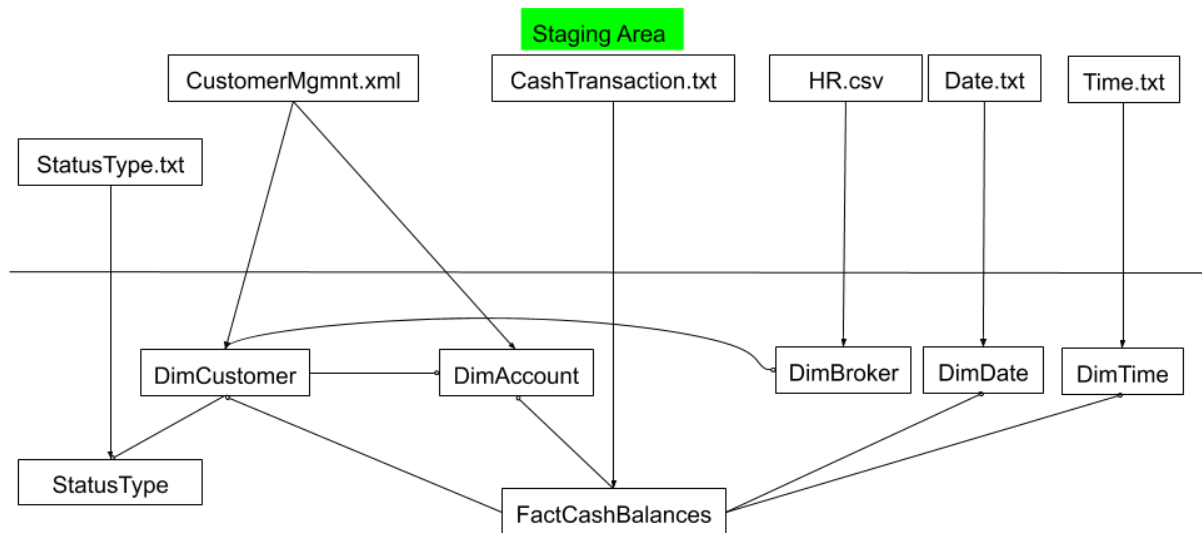 Staging Area
CustomerMgmnt.xml
CashTransaction.txt
HR.csv
Date.txt
Time.txt
StatusType.txt
DimCustomer
DimAccount
DimBroker
DimDate
DimTime
StatusType
FactCashBalances